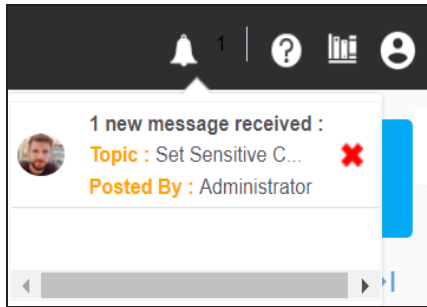 1
1 new message received :
Topic : Set Sensitive C...
Posted By : Administrator